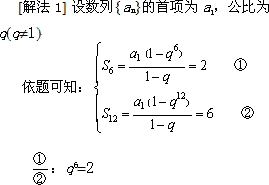 [解法 1] 设数列{aₙ}的首项为 a₁，公比为
q(q≠1)
依题可知：{ S₆ = a₁(1-q⁶)/(1-q) = 2 ①
S₁₂ = a₁(1-q¹²)/(1-q) = 6 ②
①/②：q⁶=2